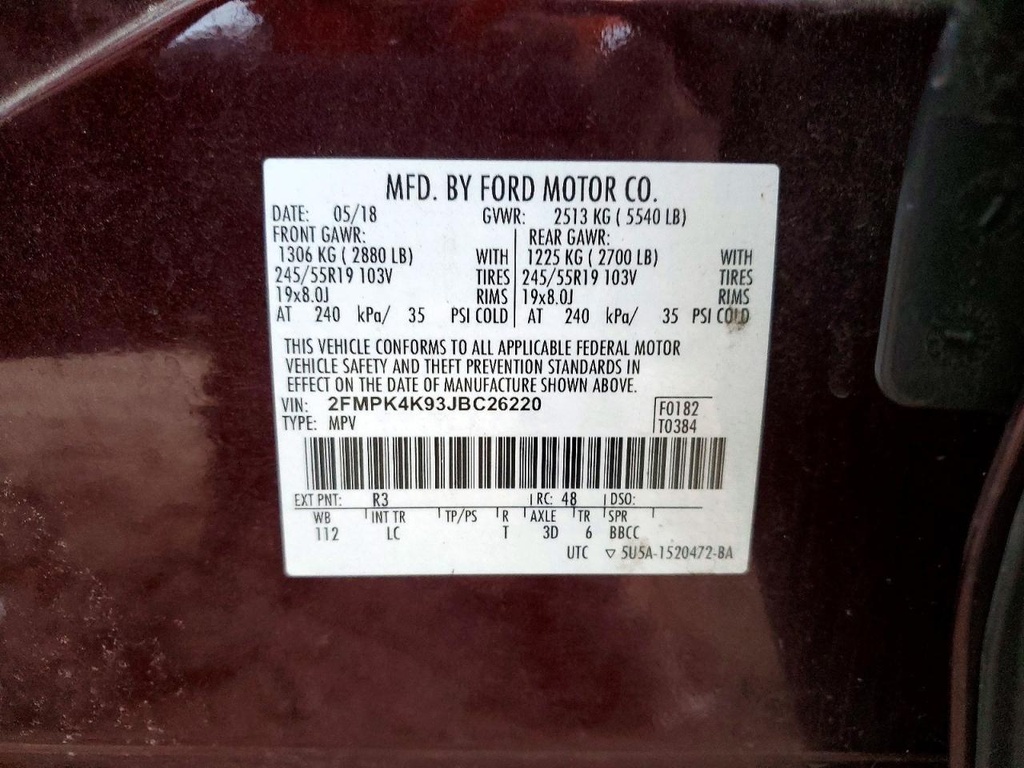 MFD. BY FORD MOTOR CO.
DATE: 05/18 GVWR: 2513 KG ( 5540 LB)
FRONT GAWR: REAR GAWR:
1306 KG ( 2880 LB) WITH 1225 KG ( 2700 LB) WITH
245/55R19 103V TIRES 245/55R19 103V TIRES
19x8.0J RIMS 19x8.0J RIMS
AT 240 kPa/ 35 PSI COLD AT 240 kPa/ 35 PSI COLD
THIS VEHICLE CONFORMS TO ALL APPLICABLE FEDERAL MOTOR
VEHICLE SAFETY AND THEFT PREVENTION STANDARDS IN
EFFECT ON THE DATE OF MANUFACTURE SHOWN ABOVE.
VIN: 2FMPK4K93JBC26220 F0182
TYPE: MPV T0384
EXT PNT: R3 RC: 48 DSO:
WB INT TR TP/PS R AXLE TR SPR
112 LC T 3D 6 BBCC
UTC ▽ 5U5A-1520472-BA